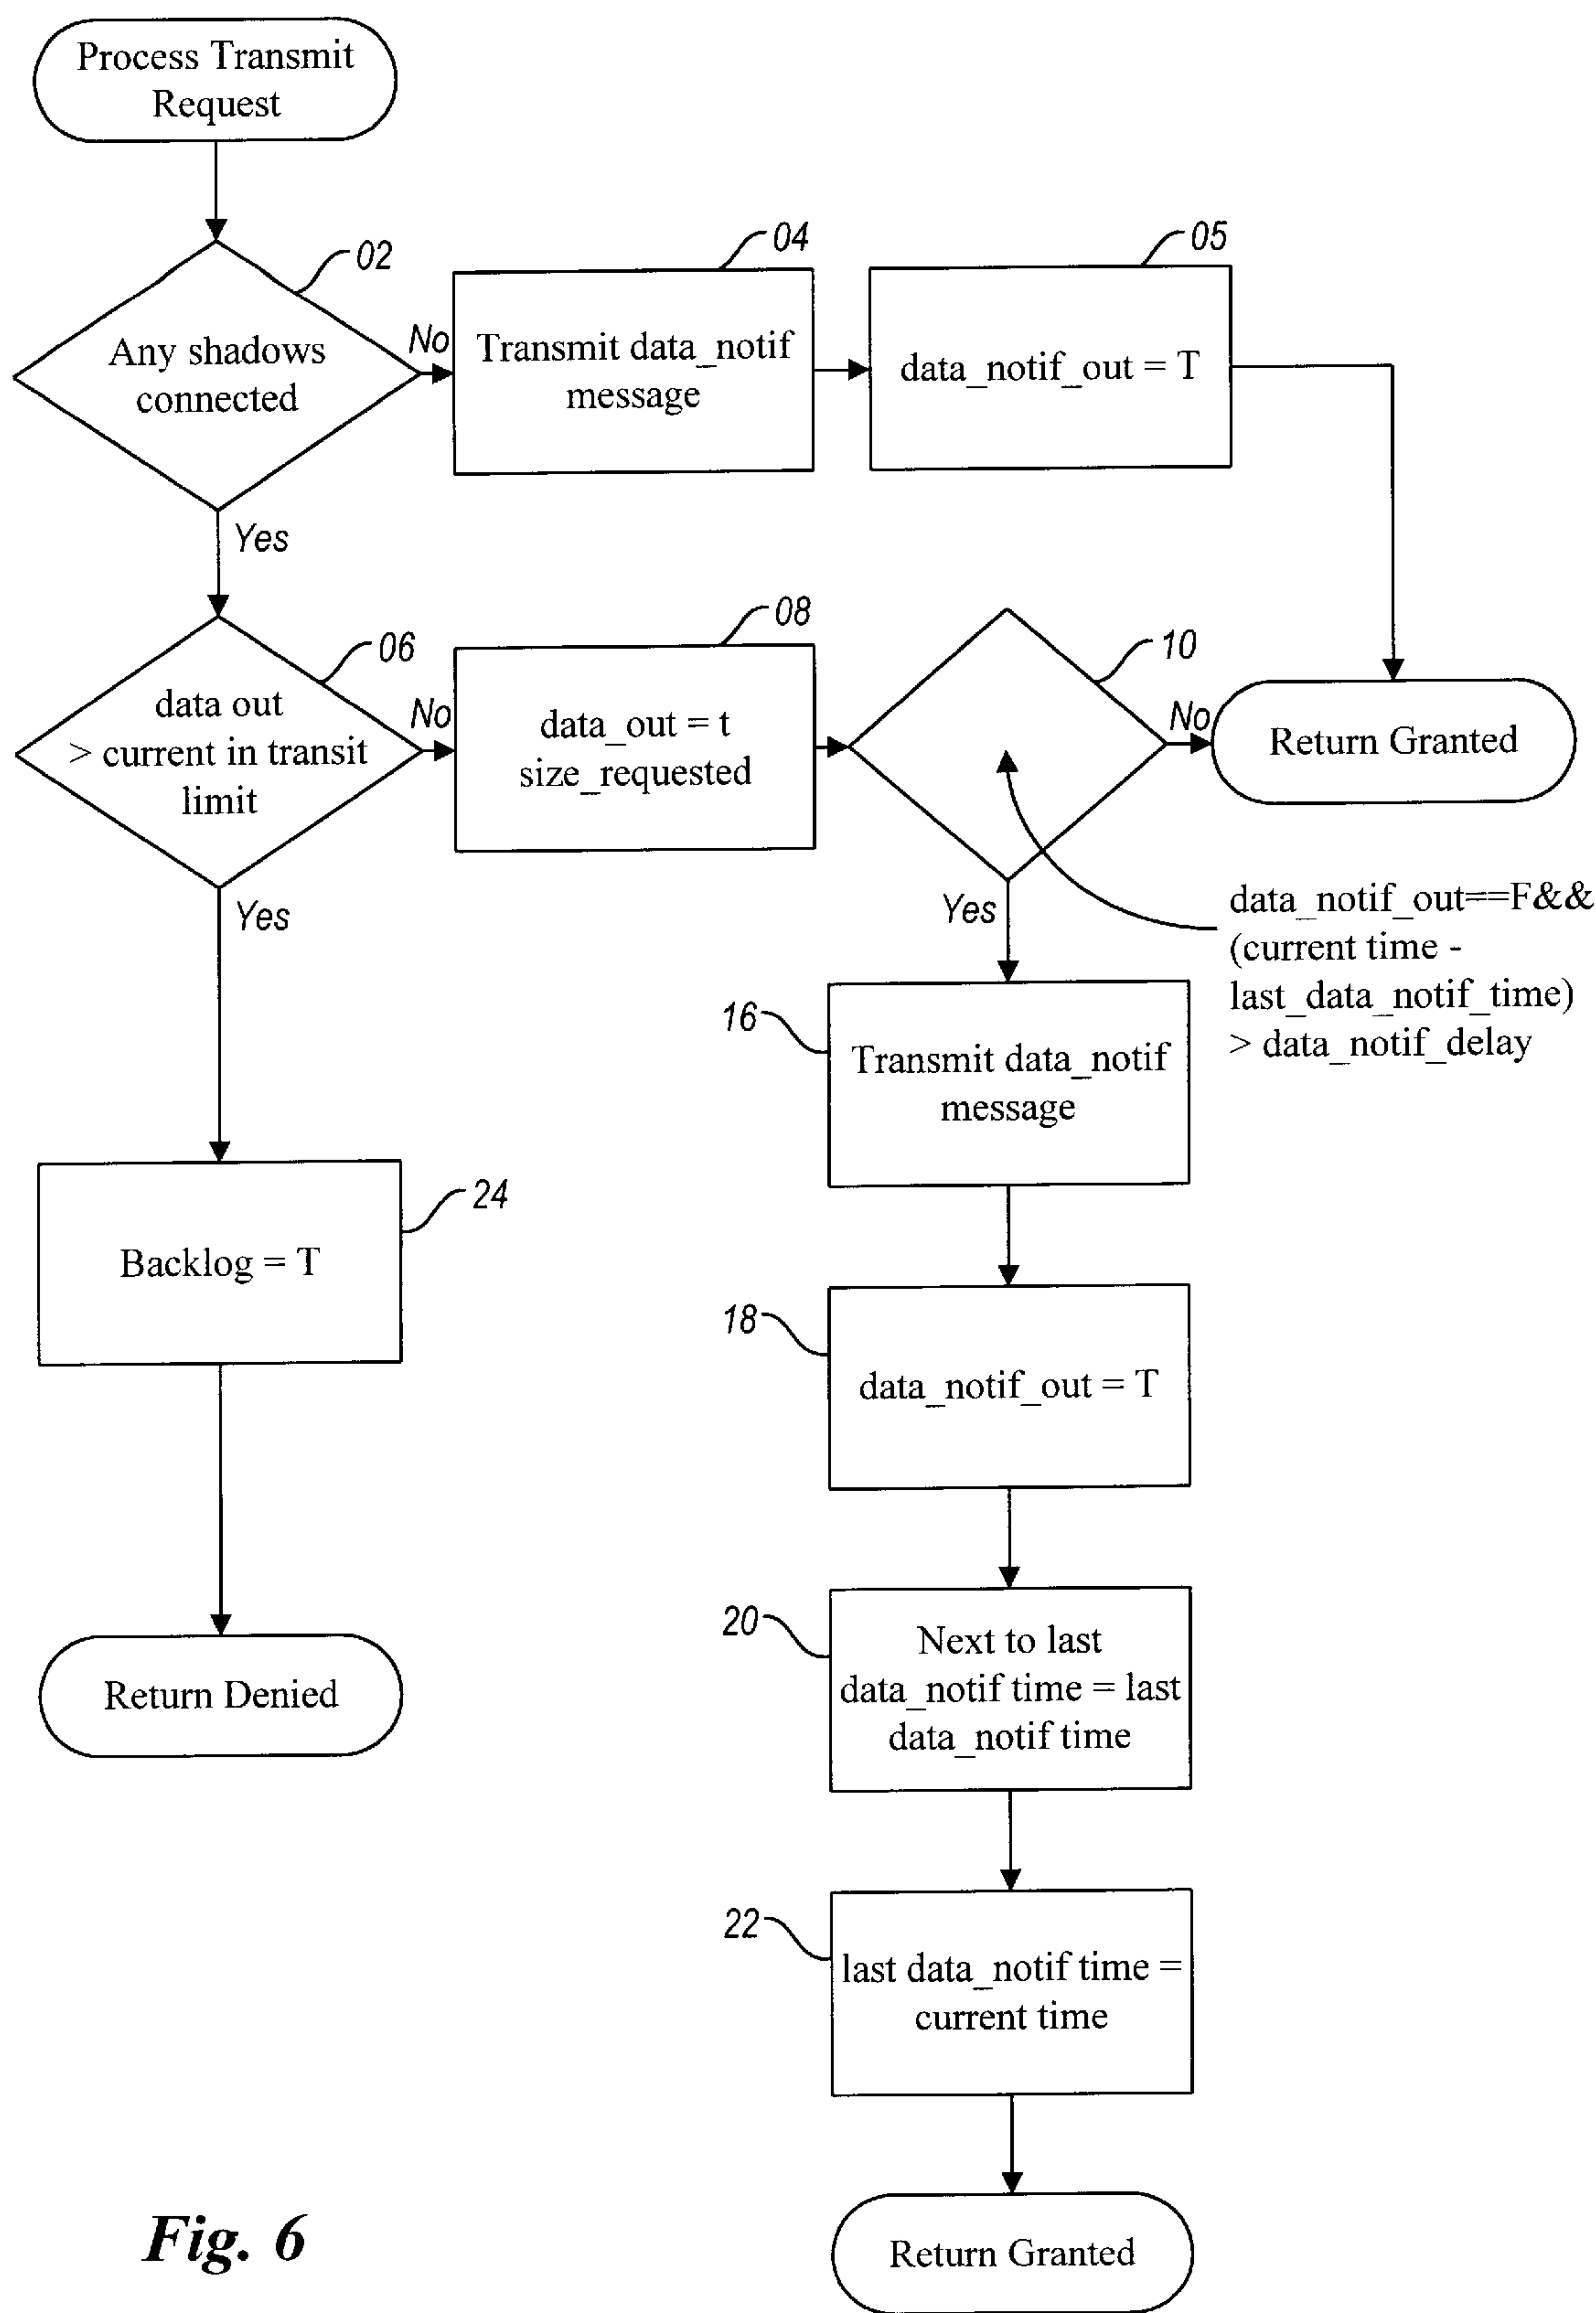 Process Transmit
Request
02
Any shadows
connected
No
04
Transmit data_notif
message
05
data_notif_out = T
Yes
06
data out
> current in transit
limit
No
08
data_out = t
size_requested
10
No
Return Granted
Yes
data_notif_out==F&&
(current time -
last_data_notif_time)
> data_notif_delay
Yes
16
Transmit data_notif
message
24
Backlog = T
18
data_notif_out = T
Return Denied
20
Next to last
data_notif time = last
data_notif time
22
last data_notif time =
current time
Return Granted
Fig. 6